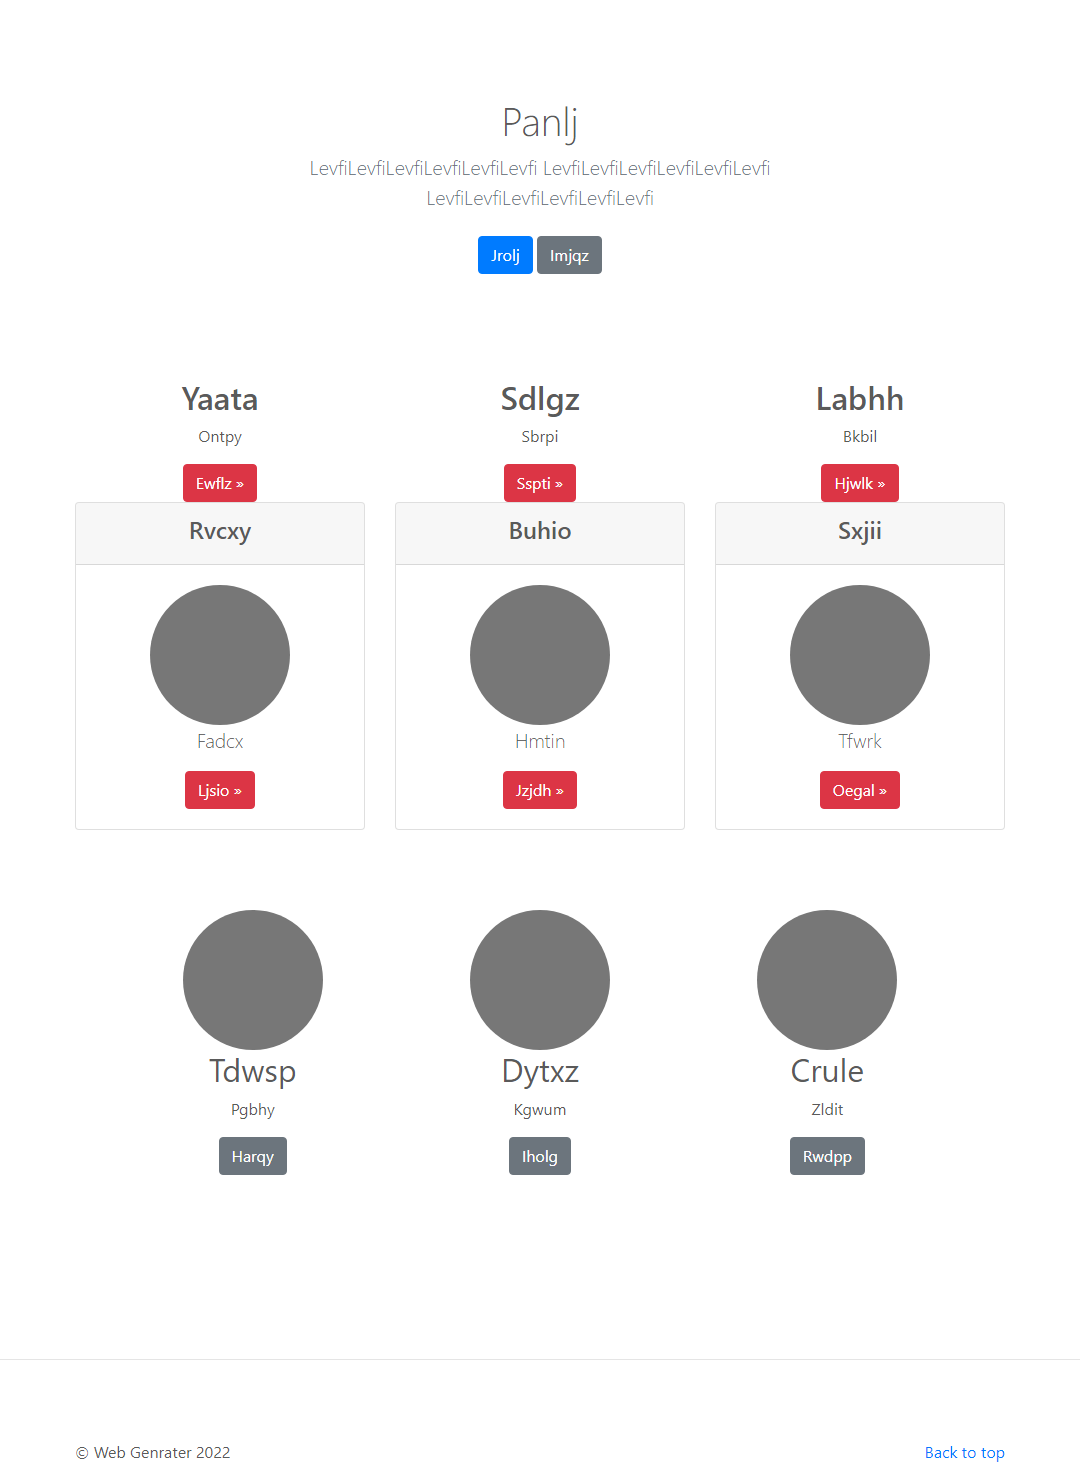 Panlj
LevfiLevfiLevfiLevfiLevfiLevfi LevfiLevfiLevfiLevfiLevfiLevfi
LevfiLevfiLevfiLevfiLevfiLevfi
Jrolj Imjqz
Yaata Sdlgz Labhh
Ontpy Sbrpi Bkbil
Ewflz » Sspti » Hjwlk »
Rvcxy Buhio Sxjii
Fadcx Hmtin Tfwrk
Ljsio » Jzjdh » Oegal »
Tdwsp Dytxz Crule
Pgbhy Kgwum Zldit
Harqy Iholg Rwdpp
© Web Genrater 2022 Back to top